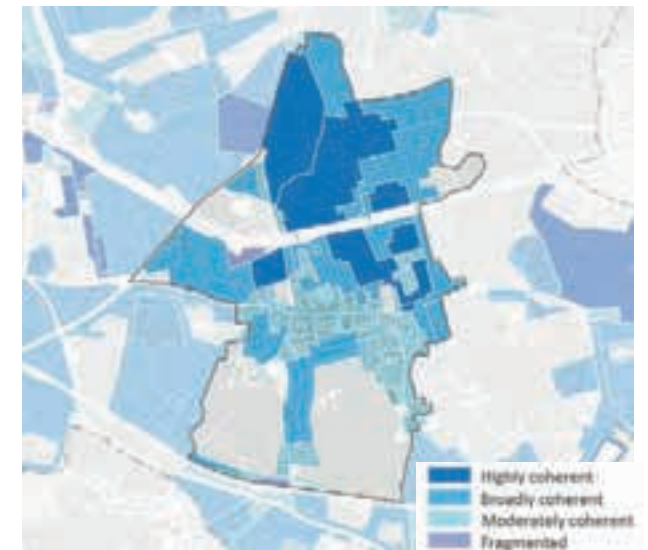 Highly coherent
Broadly coherent
Moderately coherent
Fragmented